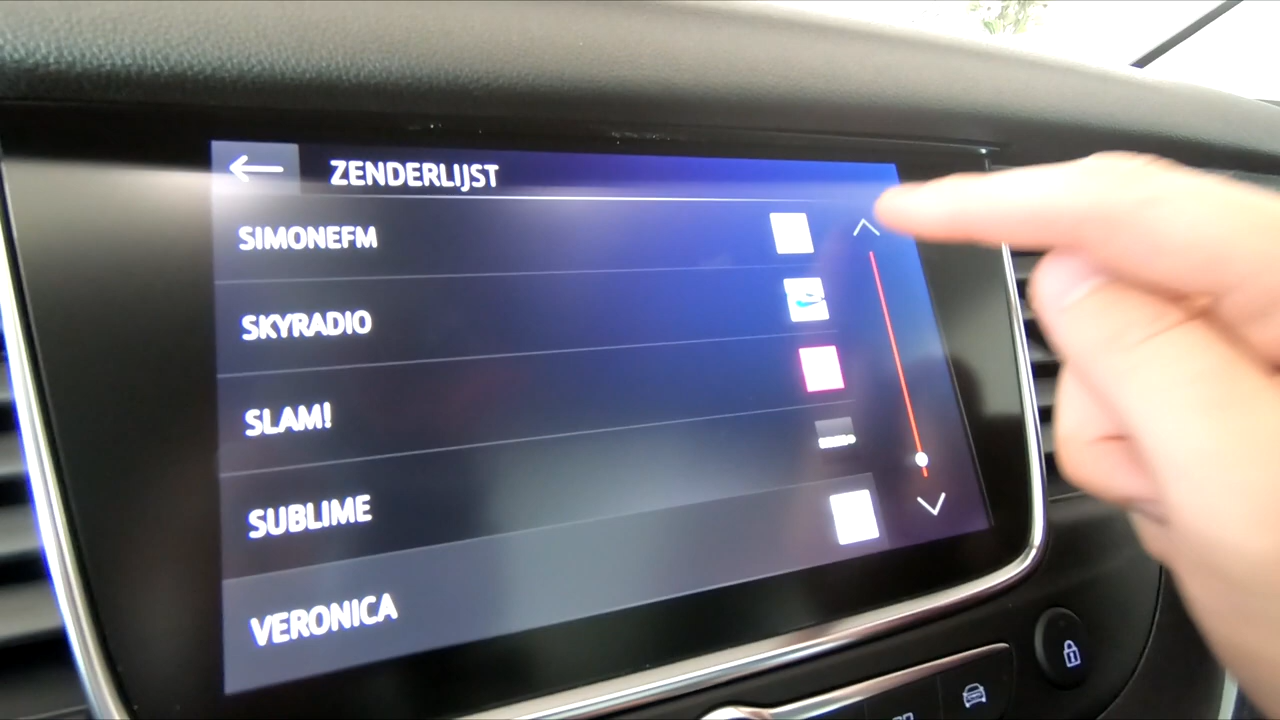 ZENDERLIJST
SIMONEFM
SKYRADIO
SLAM!
SUBLIME
VERONICA